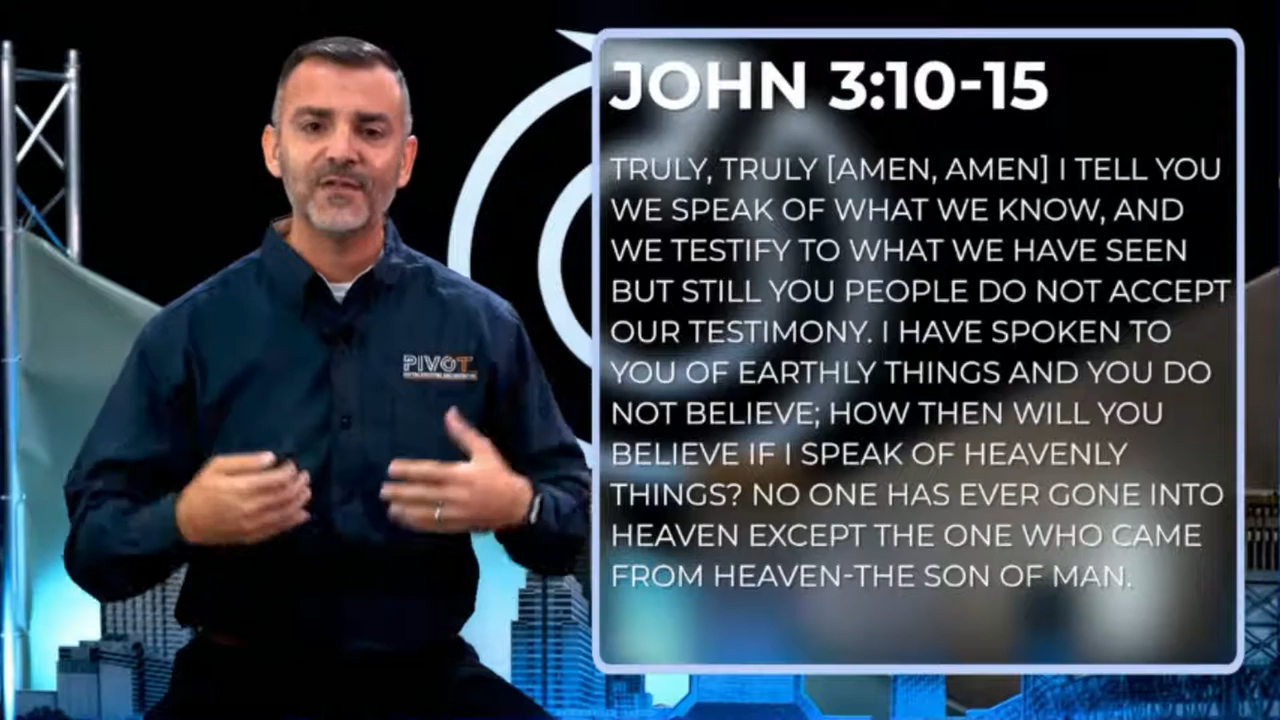 JOHN 3:10-15
TRULY, TRULY [AMEN, AMEN] I TELL YOU
WE SPEAK OF WHAT WE KNOW, AND
WE TESTIFY TO WHAT WE HAVE SEEN
BUT STILL YOU PEOPLE DO NOT ACCEPT
OUR TESTIMONY. I HAVE SPOKEN TO
YOU OF EARTHLY THINGS AND YOU DO
NOT BELIEVE; HOW THEN WILL YOU
BELIEVE IF I SPEAK OF HEAVENLY
THINGS? NO ONE HAS EVER GONE INTO
HEAVEN EXCEPT THE ONE WHO CAME
FROM HEAVEN-THE SON OF MAN.
PIVOT